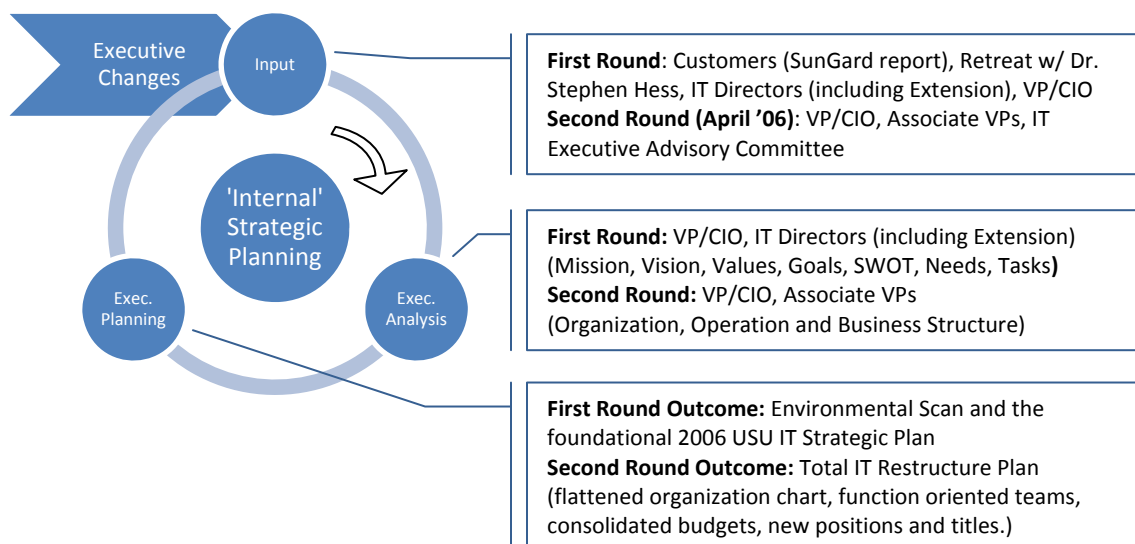 Executive
Changes
Input
'Internal'
Strategic
Planning
Exec.
Planning
Exec.
Analysis
First Round: Customers (SunGard report), Retreat w/ Dr.
Stephen Hess, IT Directors (including Extension), VP/CIO
Second Round (April ’06): VP/CIO, Associate VPs, IT
Executive Advisory Committee
First Round: VP/CIO, IT Directors (including Extension)
(Mission, Vision, Values, Goals, SWOT, Needs, Tasks)
Second Round: VP/CIO, Associate VPs
(Organization, Operation and Business Structure)
First Round Outcome: Environmental Scan and the
foundational 2006 USU IT Strategic Plan
Second Round Outcome: Total IT Restructure Plan
(flattened organization chart, function oriented teams,
consolidated budgets, new positions and titles.)